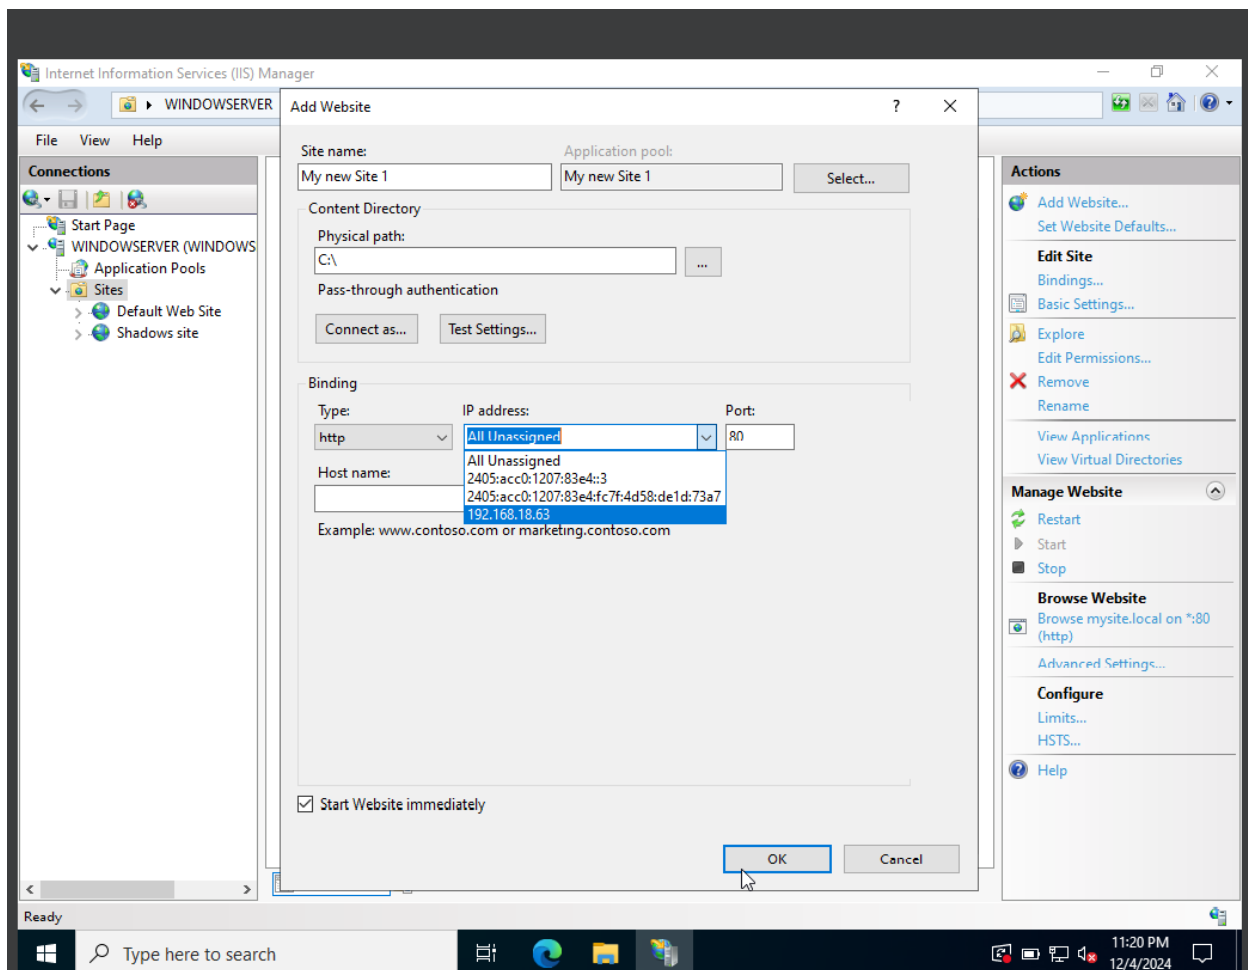 Internet Information Services (IIS) Manager
WINDOWSERVER
File View Help
Connections
Start Page
WINDOWSERVER (WINDOWS
Application Pools
Sites
Default Web Site
Shadows site
Add Website
?
Site name:
Application pool:
My new Site 1
My new Site 1
Select...
Content Directory
Physical path:
C:\
...
Pass-through authentication
Connect as...
Test Settings...
Binding
Type:
IP address:
Port:
http
All Unassigned
80
All Unassigned
2405:acc0:1207:83e4::3
2405:acc0:1207:83e4:fc7f:4d58:de1d:73a7
192.168.18.63
Host name:
Example: www.contoso.com or marketing.contoso.com
Start Website immediately
OK
Cancel
Actions
Add Website...
Set Website Defaults...
Edit Site
Bindings...
Basic Settings...
Explore
Edit Permissions...
Remove
Rename
View Applications
View Virtual Directories
Manage Website
Restart
Start
Stop
Browse Website
Browse mysite.local on *:80
(http)
Advanced Settings...
Configure
Limits...
HSTS...
Help
Ready
Type here to search
11:20 PM
12/4/2024